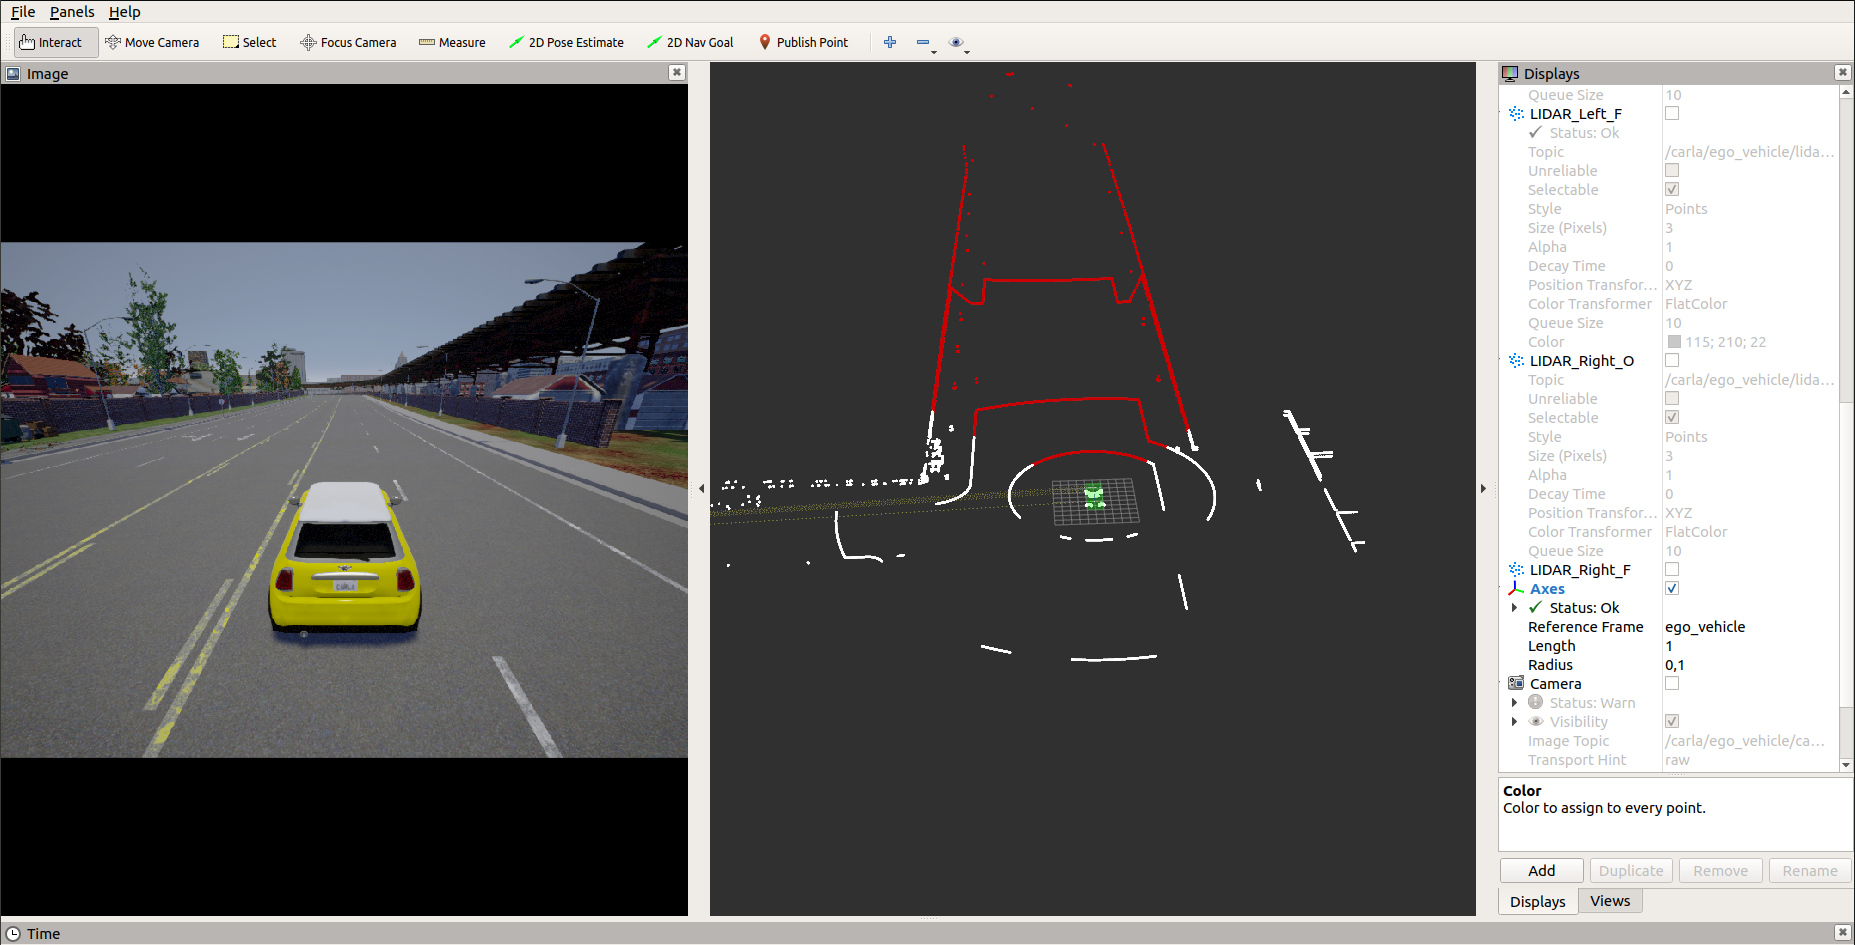 File Panels Help
Interact Move Camera Select Focus Camera Measure 2D Pose Estimate 2D Nav Goal Publish Point
Image
Displays
Queue Size 10
LIDAR_Left_F
Status: Ok
Topic /carla/ego_vehicle/lida...
Unreliable
Selectable
Style Points
Size (Pixels) 3
Alpha 1
Decay Time 0
Position Transfor... XYZ
Color Transformer FlatColor
Queue Size 10
Color 115; 210; 22
LIDAR_Right_O
Topic /carla/ego_vehicle/lida...
Unreliable
Selectable
Style Points
Size (Pixels) 3
Alpha 1
Decay Time 0
Position Transfor... XYZ
Color Transformer FlatColor
Queue Size 10
LIDAR_Right_F
Axes
Status: Ok
Reference Frame ego_vehicle
Length 1
Radius 0,1
Camera
Status: Warn
Visibility
Image Topic /carla/ego_vehicle/ca...
Transport Hint raw
Color
Color to assign to every point.
Add Duplicate Remove Rename
Displays Views
Time